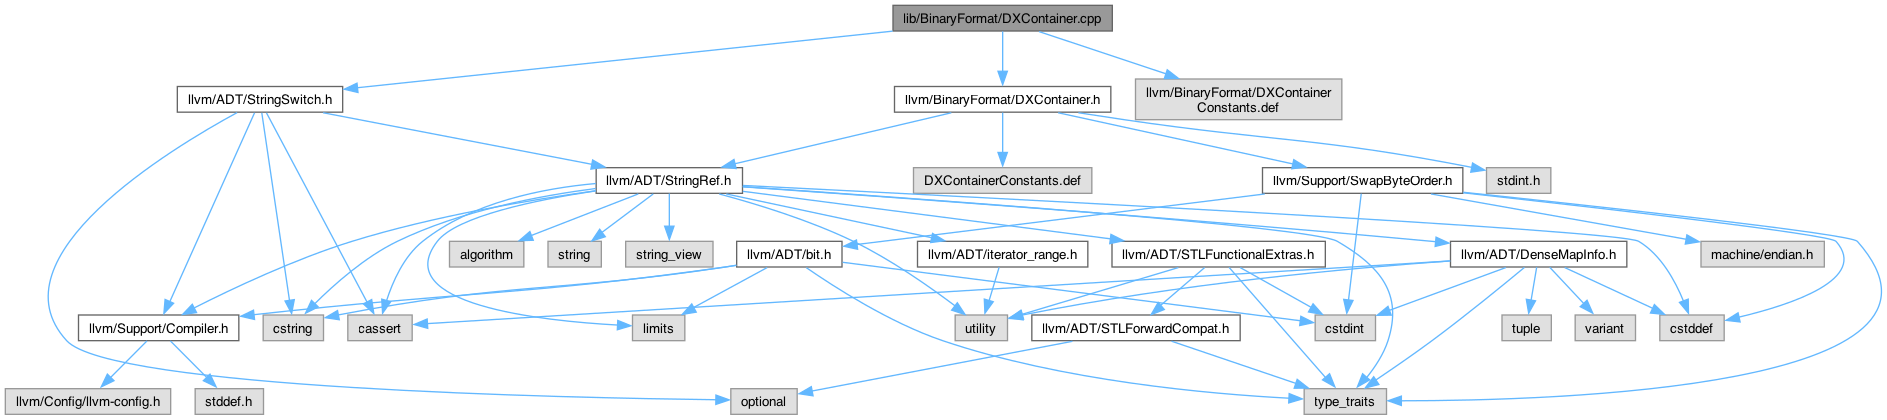 lib/BinaryFormat/DXContainer.cpp
llvm/ADT/StringSwitch.h
llvm/BinaryFormat/DXContainer.h
llvm/BinaryFormat/DXContainer
Constants.def
llvm/ADT/StringRef.h
DXContainerConstants.def
llvm/Support/SwapByteOrder.h
stdint.h
algorithm
string
string_view
llvm/ADT/bit.h
llvm/ADT/iterator_range.h
llvm/ADT/STLFunctionalExtras.h
llvm/ADT/DenseMapInfo.h
machine/endian.h
llvm/Support/Compiler.h
cstring
cassert
limits
utility
llvm/ADT/STLForwardCompat.h
cstdint
tuple
variant
cstddef
llvm/Config/llvm-config.h
stddef.h
optional
type_traits